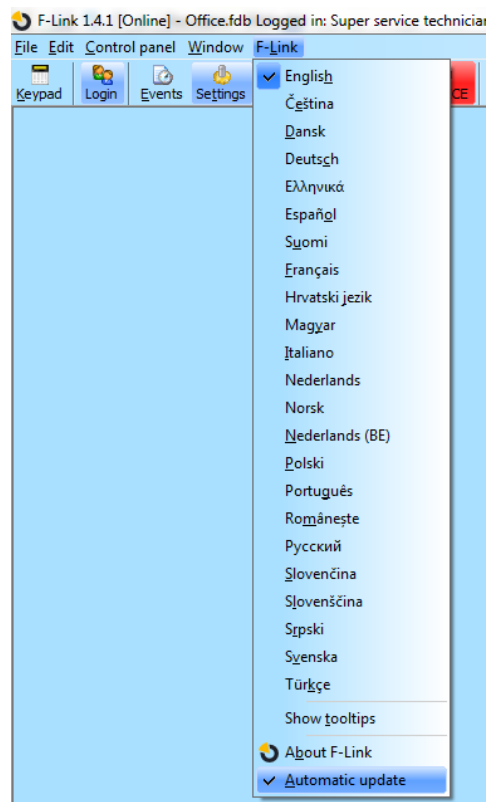 F-Link 1.4.1 [Online] - Office.fdb Logged in: Super service technician
File Edit Control panel Window F-Link
Keypad Login Events Settings CE
English
Čeština
Dansk
Deutsch
Ελληνικά
Español
Suomi
Français
Hrvatski jezik
Magyar
Italiano
Nederlands
Norsk
Nederlands (BE)
Polski
Português
Românește
Русский
Slovenčina
Slovenščina
Srpski
Svenska
Türkçe
Show tooltips
About F-Link
Automatic update